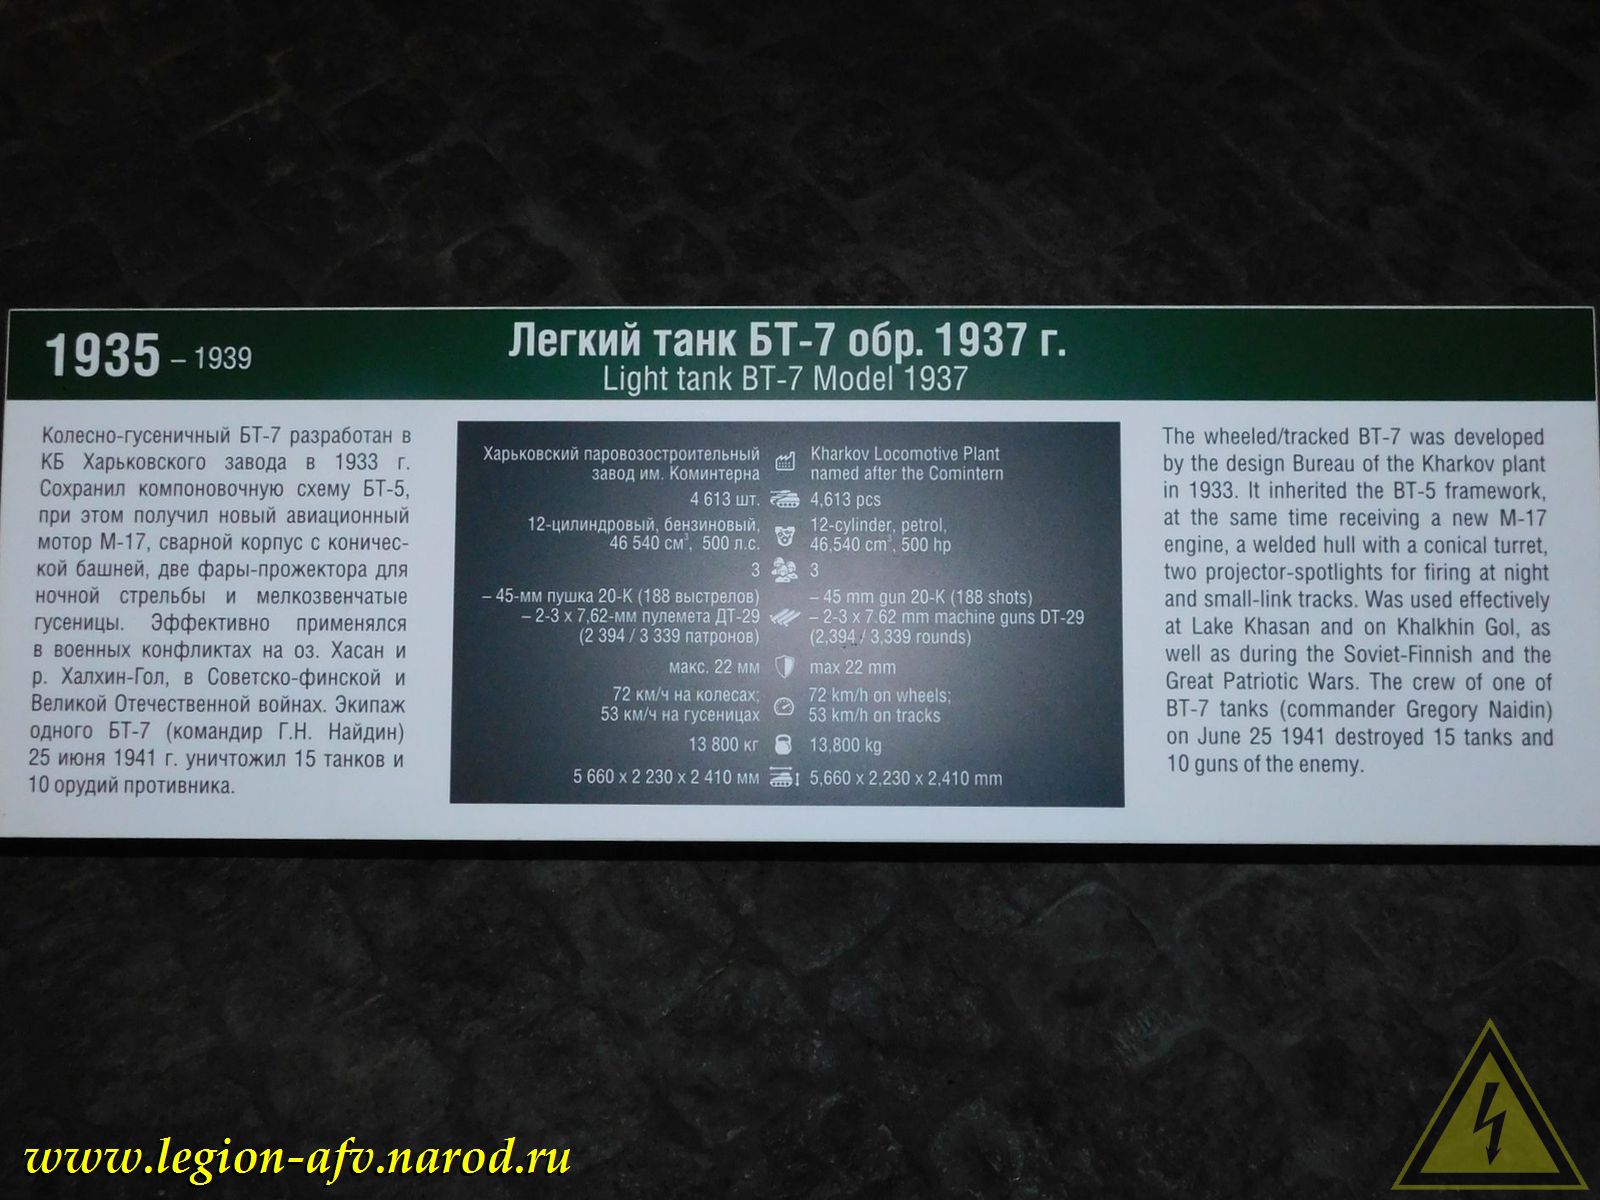 1935 – 1939
Легкий танк БТ-7 обр. 1937 г.
Light tank BT-7 Model 1937
Колесно-гусеничный БТ-7 разработан в
КБ Харьковского завода в 1933 г.
Сохранил компоновочную схему БТ-5,
при этом получил новый авиационный
мотор М-17, сварной корпус с коничес-
кой башней, две фары-прожектора для
ночной стрельбы и мелкозвенчатые
гусеницы. Эффективно применялся
в военных конфликтах на оз. Хасан и
р. Халхин-Гол, в Советско-финской и
Великой Отечественной войнах. Экипаж
одного БТ-7 (командир Г.Н. Найдин)
25 июня 1941 г. уничтожил 15 танков и
10 орудий противника.
Харьковский паровозостроительный
завод им. Коминтерна
4 613 шт.
12-цилиндровый, бензиновый,
46 540 см³, 500 л.с.
3
– 45-мм пушка 20-К (188 выстрелов)
– 2-3 х 7,62-мм пулемета ДТ-29
(2 394 / 3 339 патронов)
макс. 22 мм
72 км/ч на колесах;
53 км/ч на гусеницах
13 800 кг
5 660 х 2 230 х 2 410 мм
Kharkov Locomotive Plant
named after the Comintern
4,613 pcs
12-cylinder, petrol,
46,540 cm³, 500 hp
3
– 45 mm gun 20-K (188 shots)
– 2-3 x 7.62 mm machine guns DT-29
(2,394 / 3,339 rounds)
max 22 mm
72 km/h on wheels;
53 km/h on tracks
13,800 kg
5,660 x 2,230 x 2,410 mm
The wheeled/tracked BT-7 was developed
by the design Bureau of the Kharkov plant
in 1933. It inherited the BT-5 framework,
at the same time receiving a new M-17
engine, a welded hull with a conical turret,
two projector-spotlights for firing at night
and small-link tracks. Was used effectively
at Lake Khasan and on Khalkhin Gol, as
well as during the Soviet-Finnish and the
Great Patriotic Wars. The crew of one of
BT-7 tanks (commander Gregory Naidin)
on June 25 1941 destroyed 15 tanks and
10 guns of the enemy.
www.legion-afv.narod.ru